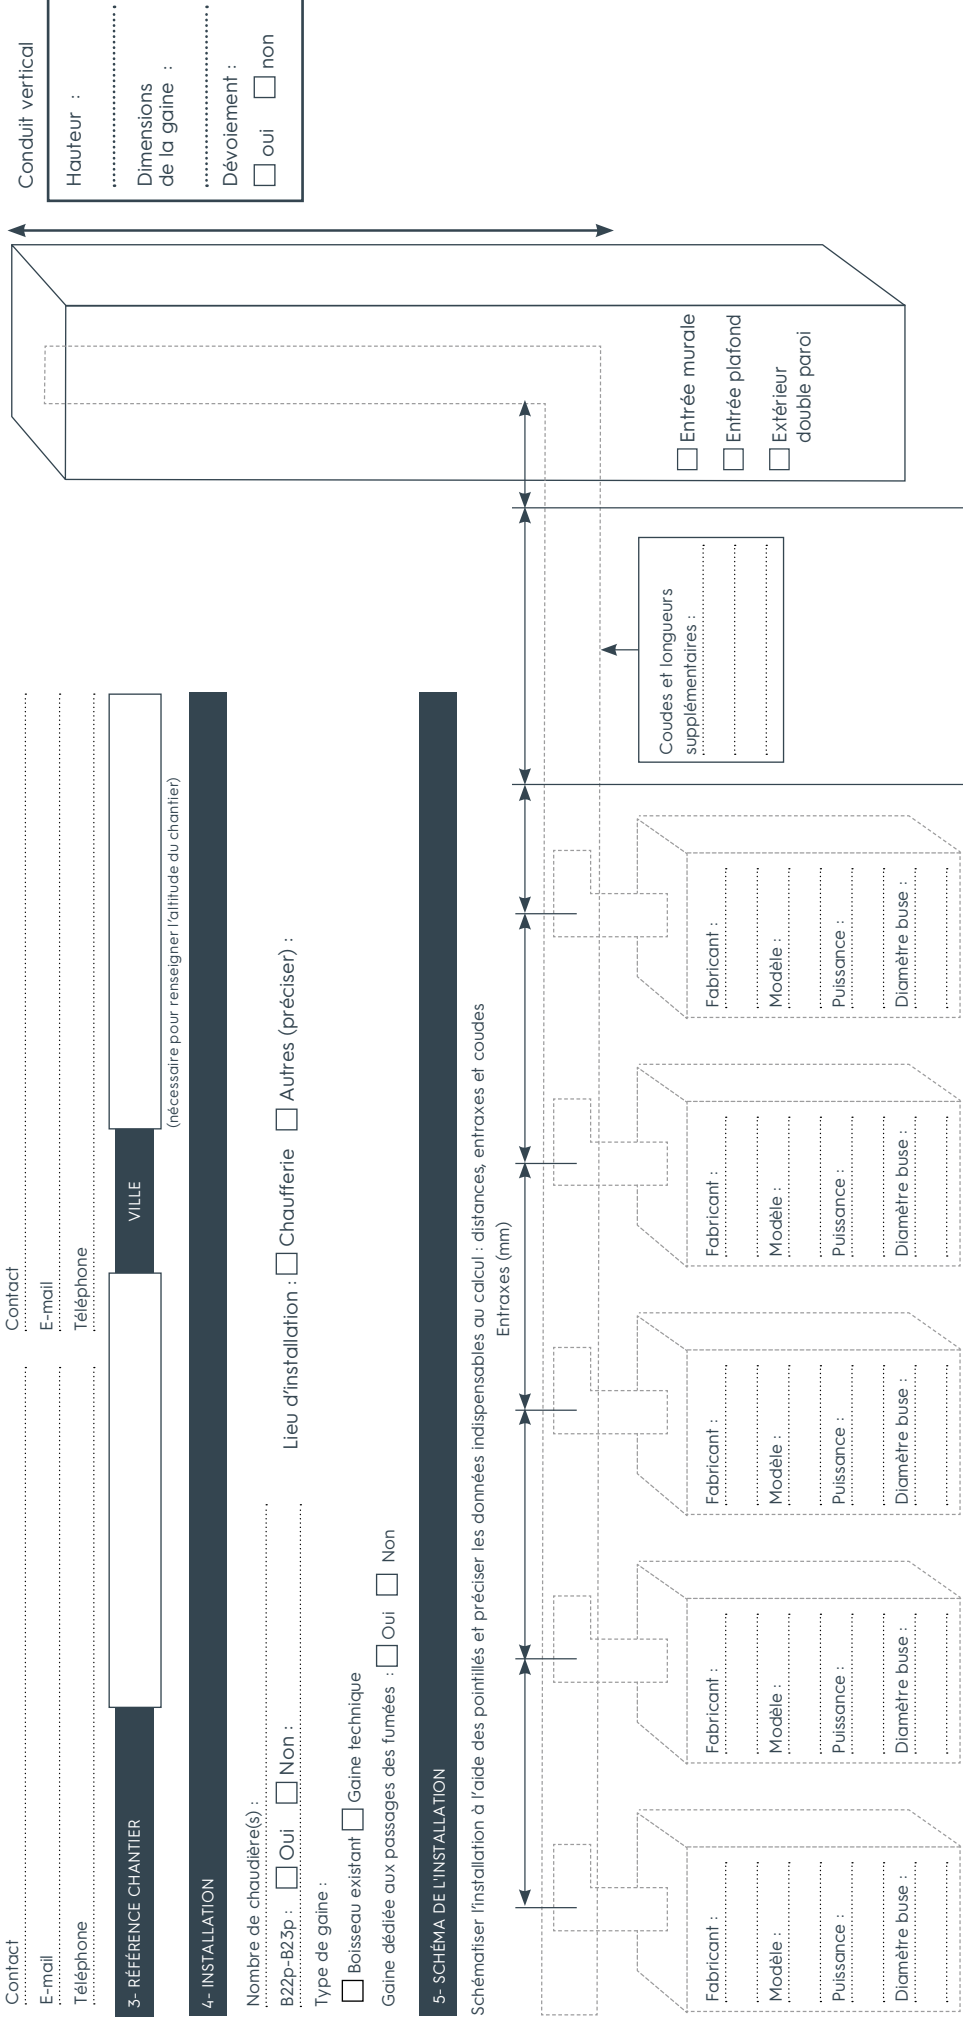 Contact
Contact
E-mail
E-mail
Téléphone
Téléphone
3- RÉFÉRENCE CHANTIER
VILLE
(nécessaire pour renseigner l'altitude du chantier)
4- INSTALLATION
Nombre de chaudière(s) :
B22p-B23p : Oui Non :
Lieu d'installation : Chaufferie Autres (préciser) :
Type de gaine :
Boisseau existant Gaine technique
Gaine dédiée aux passages des fumées : Oui Non
5- SCHÉMA DE L'INSTALLATION
Schématiser l'installation à l'aide des pointillés et préciser les données indispensables au calcul : distances, entraxes et coudes
Entraxes (mm)
Conduit vertical
Hauteur :
Dimensions
de la gaine :
Dévoiement :
oui non
Entrée murale
Entrée plafond
Extérieur
double paroi
Coudes et longueurs
supplémentaires :
Fabricant :
Modèle :
Puissance :
Diamètre buse :
Fabricant :
Modèle :
Puissance :
Diamètre buse :
Fabricant :
Modèle :
Puissance :
Diamètre buse :
Fabricant :
Modèle :
Puissance :
Diamètre buse :
Fabricant :
Modèle :
Puissance :
Diamètre buse :